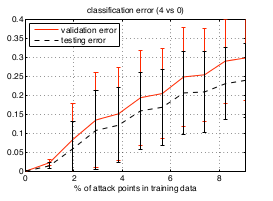 classification error (4 vs 0)
validation error
testing error
0.4
0.35
0.3
0.25
0.2
0.15
0.1
0.05
0
0 2 4 6 8
% of attack points in training data